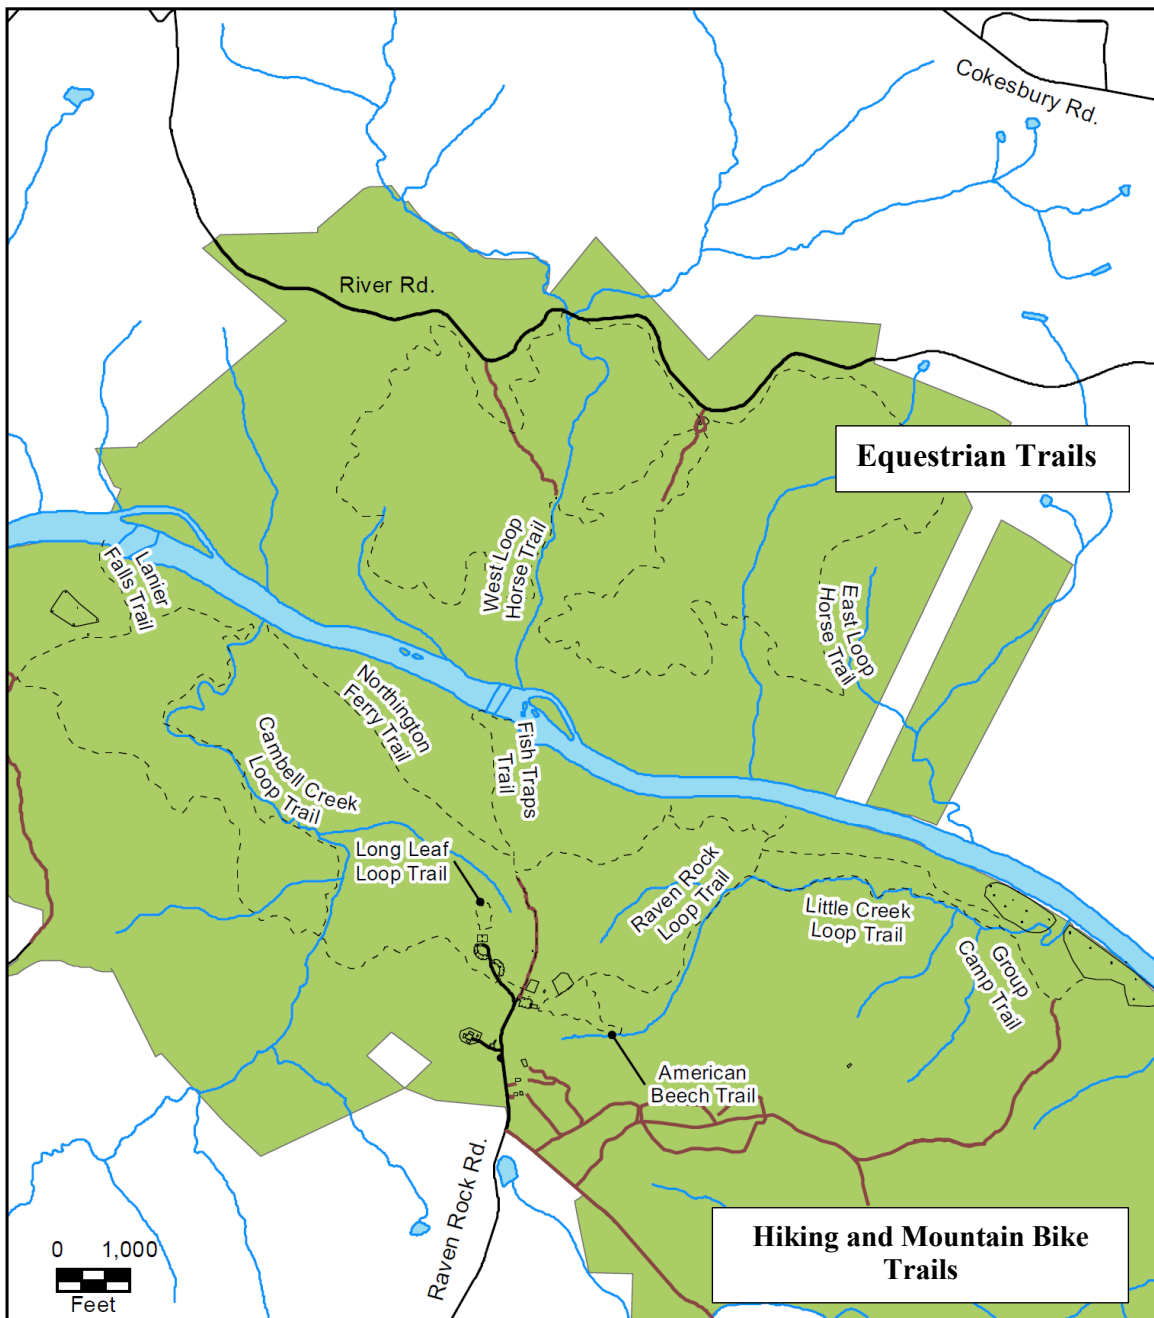 Cokesbury Rd.
River Rd.
Equestrian Trails
West Loop
Horse Trail
East Loop
Horse Trail
Lanier
Falls Trail
Northington
Ferry Trail
Fish Traps
Trail
Cambell Creek
Loop Trail
Long Leaf
Loop Trail
Raven Rock
Loop Trail
Little Creek
Loop Trail
Group
Camp Trail
American
Beech Trail
Raven Rock Rd.
Hiking and Mountain Bike
Trails
0 1,000
Feet